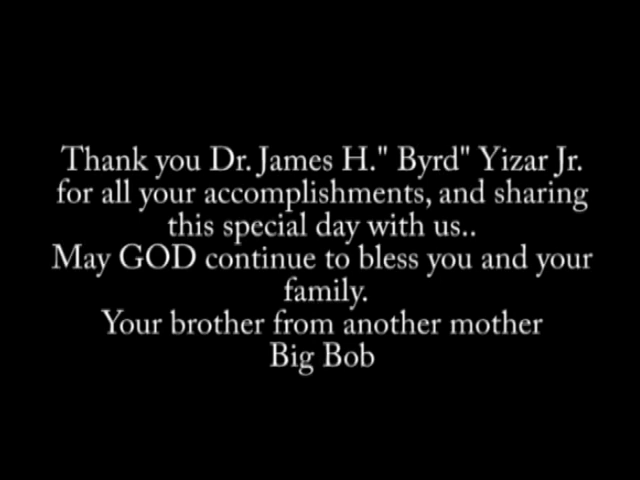 Thank you Dr. James H." Byrd" Yizar Jr.
for all your accomplishments, and sharing
this special day with us..
May GOD continue to bless you and your
family.
Your brother from another mother
Big Bob